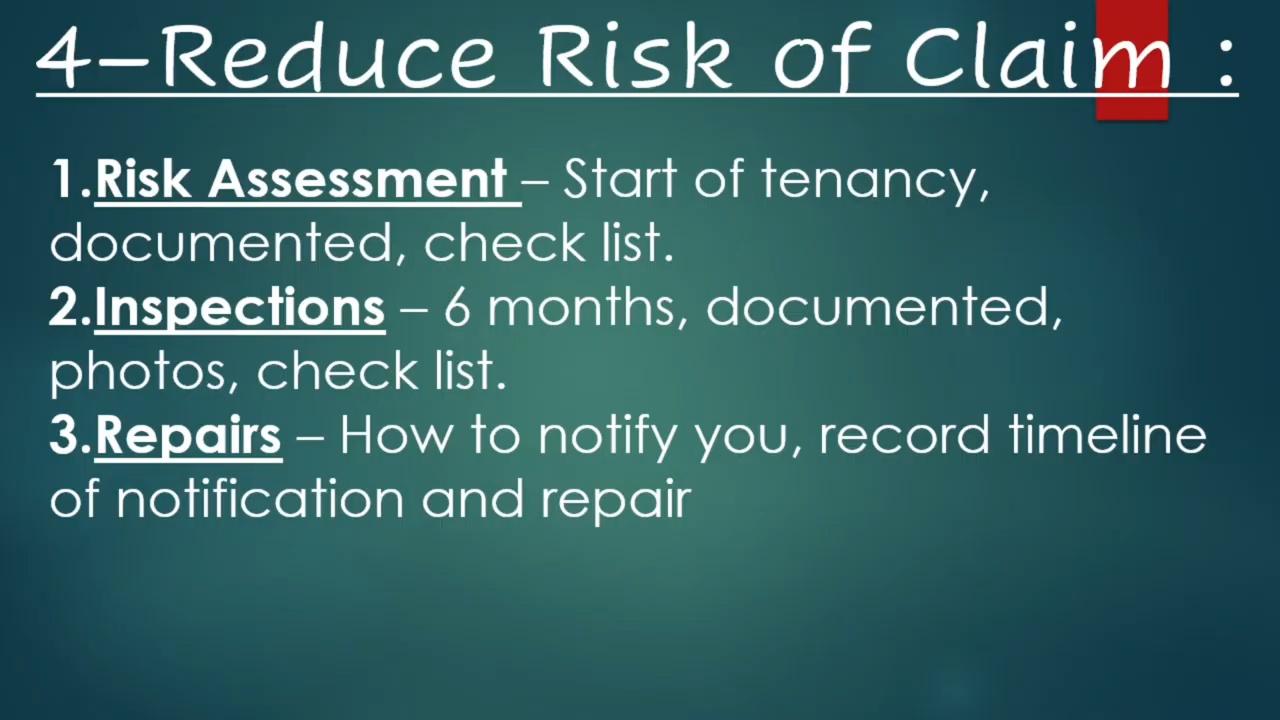 4–Reduce Risk of Claim :
1.Risk Assessment – Start of tenancy,
documented, check list.
2.Inspections – 6 months, documented,
photos, check list.
3.Repairs – How to notify you, record timeline
of notification and repair